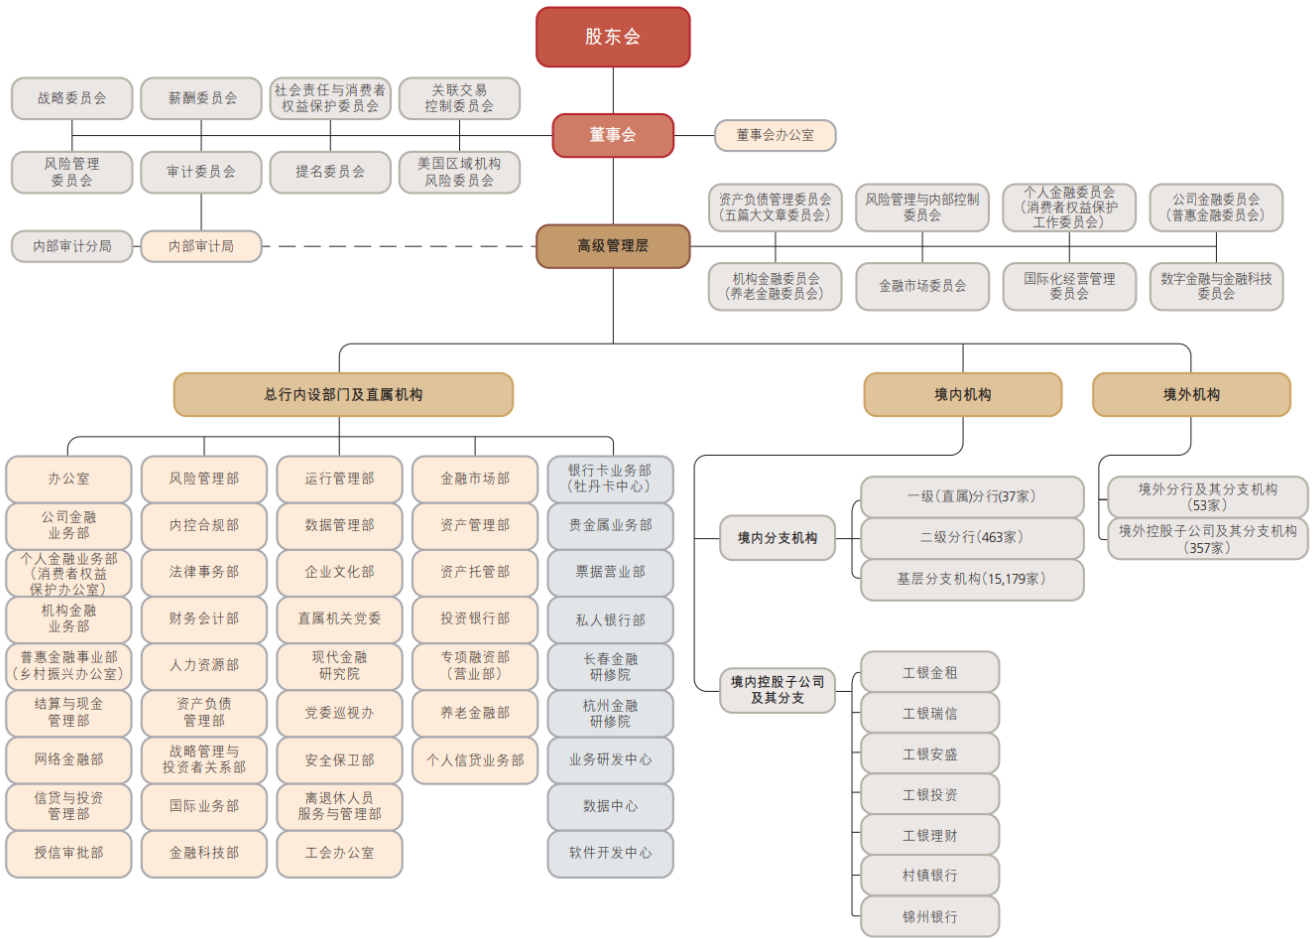 股东会
战略委员会
薪酬委员会
社会责任与消费者
权益保护委员会
关联交易
控制委员会
董事会
董事会办公室
风险管理
委员会
审计委员会
提名委员会
美国区域机构
风险委员会
资产负债管理委员会
（五篇大文章委员会）
风险管理与内部控制
委员会
个人金融委员会
（消费者权益保护
工作委员会）
公司金融委员会
（普惠金融委员会）
内部审计分局
内部审计局
高级管理层
机构金融委员会
（养老金融委员会）
金融市场委员会
国际化经营管理
委员会
数字金融与金融科技
委员会
总行内设部门及直属机构
境内机构
境外机构
办公室
公司金融
业务部
个人金融业务部
（消费者权益
保护办公室）
机构金融
业务部
普惠金融事业部
（乡村振兴办公室）
结算与现金
管理部
网络金融部
信贷与投资
管理部
授信审批部
风险管理部
内控合规部
法律事务部
财务会计部
人力资源部
资产负债
管理部
战略管理与
投资者关系部
国际业务部
金融科技部
运行管理部
数据管理部
企业文化部
直属机关党委
现代金融
研究院
党委巡视办
安全保卫部
离退休人员
服务与管理部
工会办公室
金融市场部
资产管理部
资产托管部
投资银行部
专项融资部
（营业部）
养老金融部
个人信贷业务部
银行卡业务部
（牡丹卡中心）
贵金属业务部
票据营业部
私人银行部
长春金融
研修院
杭州金融
研修院
业务研发中心
数据中心
软件开发中心
境内分支机构
一级（直属）分行（37家）
二级分行（463家）
基层分支机构（15,179家）
境内控股子公司
及其分支
工银金租
工银瑞信
工银安盛
工银投资
工银理财
村镇银行
锦州银行
境外分行及其分支机构
（53家）
境外控股子公司及其分支机构
（357家）